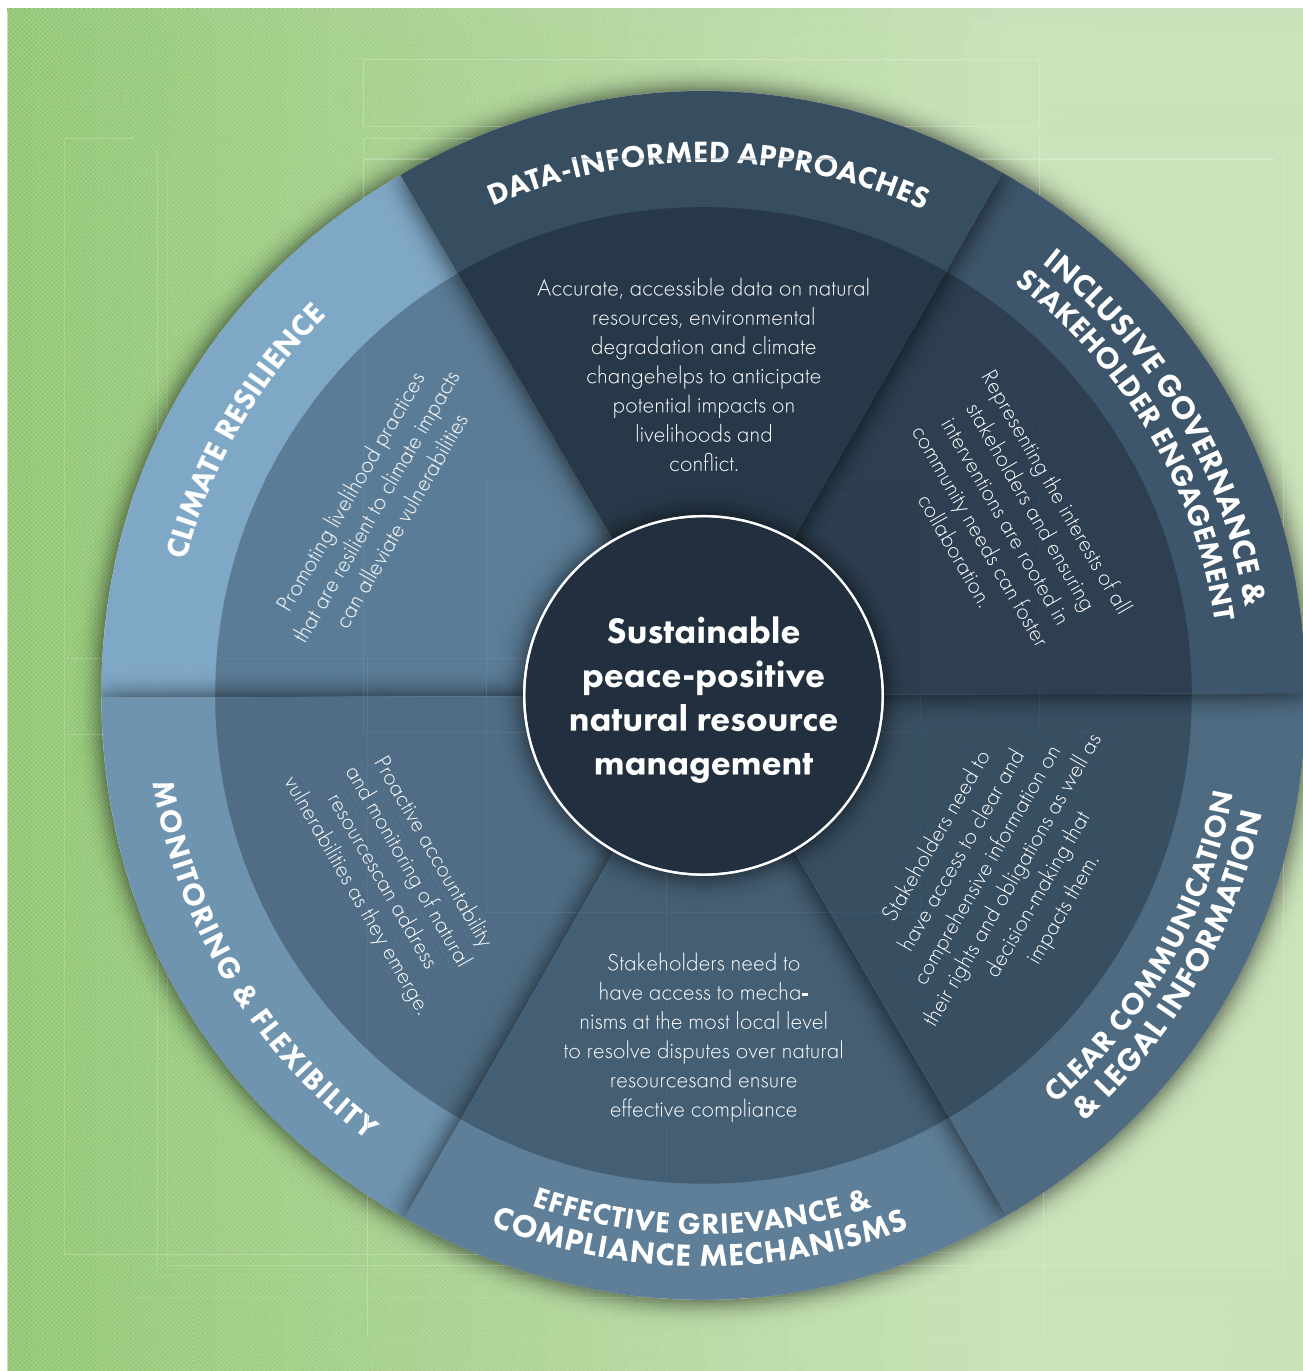 DATA-INFORMED APPROACHES
Accurate, accessible data on natural
resources, environmental
degradation and climate
changehelps to anticipate
potential impacts on
livelihoods and
conflict.
INCLUSIVE GOVERNANCE &
STAKEHOLDER ENGAGEMENT
Representing the interests of all
stakeholders and ensuring
interventions are rooted in
community needs can foster
collaboration.
CLEAR COMMUNICATION
& LEGAL INFORMATION
Stakeholders need to
have access to clear and
comprehensive information on
their rights and obligations as well as
decision-making that
impacts them.
EFFECTIVE GRIEVANCE &
COMPLIANCE MECHANISMS
Stakeholders need to
have access to mecha-
nisms at the most local level
to resolve disputes over natural
resourcesand ensure
effective compliance
MONITORING & FLEXIBILITY
Proactive accountability
and monitoring of natural
resourcescan address
vulnerabilities as they emerge.
CLIMATE RESILIENCE
Promoting livelihood practices
that are resilient to climate impacts
can alleviate vulnerabilities
Sustainable
peace-positive
natural resource
management